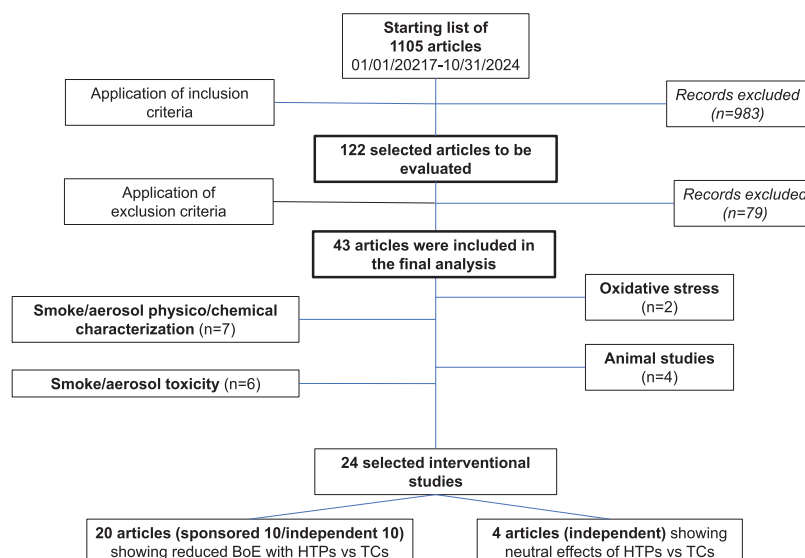 Starting list of
1105 articles
01/01/20217-10/31/2024
Application of inclusion
criteria
Records excluded
(n=983)
122 selected articles to be
evaluated
Application of
exclusion criteria
Records excluded
(n=79)
43 articles were included in
the final analysis
Oxidative stress
(n=2)
Smoke/aerosol physico/chemical
characterization (n=7)
Animal studies
(n=4)
Smoke/aerosol toxicity (n=6)
24 selected interventional
studies
20 articles (sponsored 10/independent 10)
showing reduced BoE with HTPs vs TCs
4 articles (independent) showing
neutral effects of HTPs vs TCs